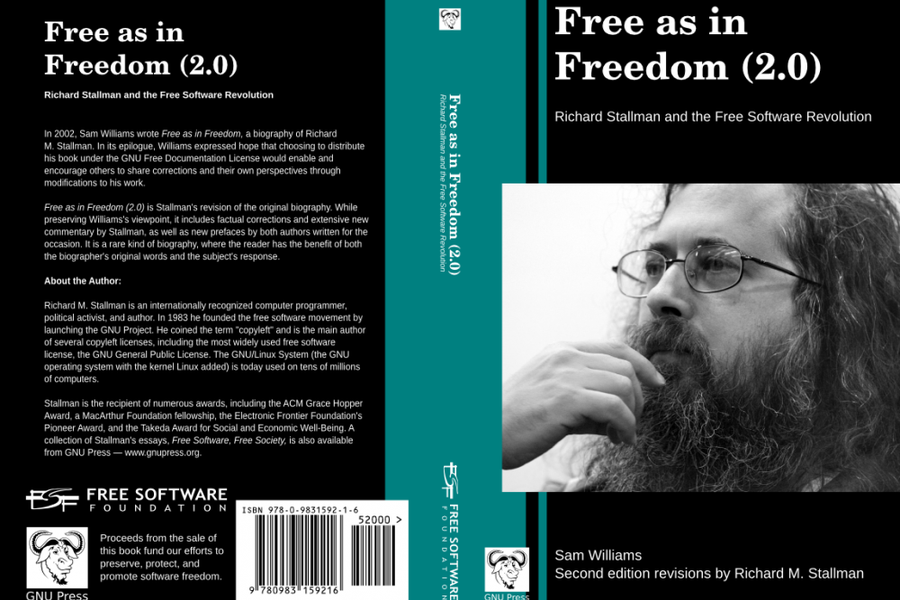 Free as in
Freedom (2.0)
Richard Stallman and the Free Software Revolution
In 2002, Sam Williams wrote Free as in Freedom, a biography of Richard
M. Stallman. In its epilogue, Williams expressed hope that choosing to distribute
his book under the GNU Free Documentation License would enable and
encourage others to share corrections and their own perspectives through
modifications to his work.
Free as in Freedom (2.0) is Stallman's revision of the original biography. While
preserving Williams's viewpoint, it includes factual corrections and extensive new
commentary by Stallman, as well as new prefaces by both authors written for the
occasion. It is a rare kind of biography, where the reader has the benefit of both
the biographer's original words and the subject's response.
About the Author:
Richard M. Stallman is an internationally recognized computer programmer,
political activist, and author. In 1983 he founded the free software movement by
launching the GNU Project. He coined the term "copyleft" and is the main author
of several copyleft licenses, including the most widely used free software
license, the GNU General Public License. The GNU/Linux System (the GNU
operating system with the kernel Linux added) is today used on tens of millions
of computers.
Stallman is the recipient of numerous awards, including the ACM Grace Hopper
Award, a MacArthur Foundation fellowship, the Electronic Frontier Foundation's
Pioneer Award, and the Takeda Award for Social and Economic Well-Being. A
collection of Stallman's essays, Free Software, Free Society, is also available
from GNU Press — www.gnupress.org.
FSF FREE SOFTWARE
FOUNDATION
Proceeds from the sale of
this book fund our efforts to
preserve, protect, and
promote software freedom.
GNU Press
ISBN 978-0-9831592-1-6
52000 >
9 780983 159216
Free as in Freedom (2.0)
Richard Stallman and the Free Software Revolution
FSF FREE SOFTWARE
FOUNDATION
GNU Press
Free as in
Freedom (2.0)
Richard Stallman and the Free Software Revolution
Sam Williams
Second edition revisions by Richard M. Stallman